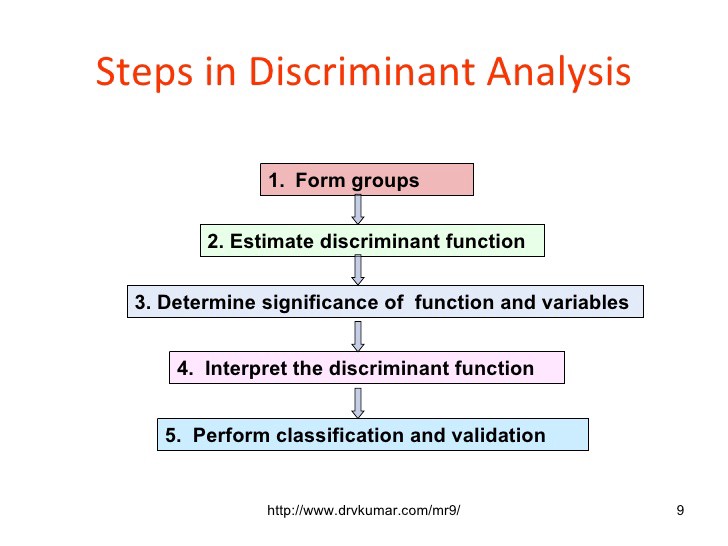 Steps in Discriminant Analysis
1.  Form groups
2. Estimate discriminant function
3. Determine significance of  function and variables
4.  Interpret the discriminant function
5.  Perform classification and validation
http://www.drvkumar.com/mr9/
9